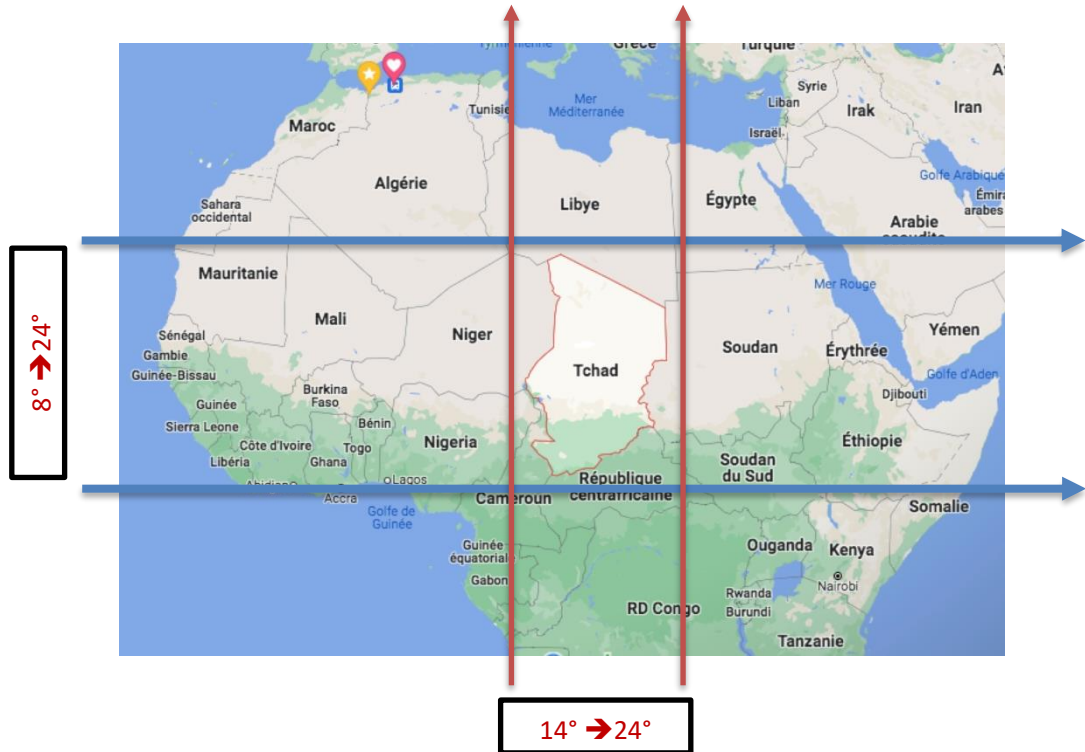 Tyrrhénienne
Grèce
Turquie
Mer
Méditerranée
Tunisie
Syrie
Liban
Irak
Iran
Israël
Maroc
Algérie
Libye
Égypte
Golfe Arabique
Émira
arabes
Sahara
occidental
Arabie
saoudite
Mauritanie
Mali
Niger
Tchad
Soudan
Mer Rouge
Érythrée
Yémen
Golfe d'Aden
Djibouti
Sénégal
Gambie
Guinée-Bissau
Guinée
Sierra Leone
Libéria
Côte d'Ivoire
Burkina
Faso
Bénin
Togo
Ghana
Nigeria
Abidjan
Lagos
Accra
Golfe de
Guinée
Cameroun
République
centrafricaine
Soudan
du Sud
Éthiopie
Somalie
Guinée
équatoriale
Gabon
Ouganda
Kenya
Nairobi
Rwanda
Burundi
RD Congo
Tanzanie
8° ➔ 24°
14° ➔ 24°